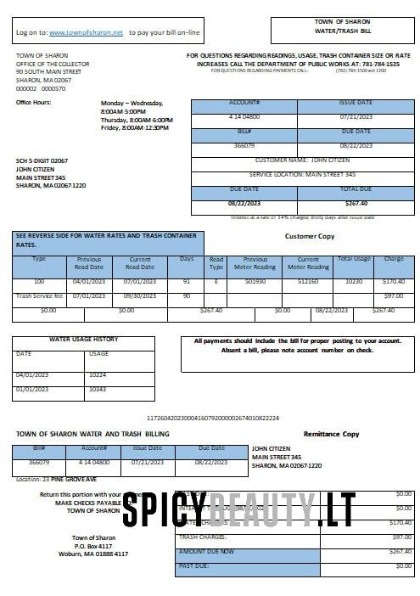 Log on to: www.townofsharon.net to pay your bill on-line
TOWN OF SHARON
WATER/TRASH BILL
TOWN OF SHARON
OFFICE OF THE COLLECTOR
90 SOUTH MAIN STREET
SHARON, MA 02067
000002 0000570
FOR QUESTIONS REGARDING READINGS, USAGE, TRASH CONTAINER SIZE OR RATE
INCREASES CALL THE DEPARTMENT OF PUBLIC WORKS AT: 781-784-1525
FOR QUESTIONS REGARDING PAYMENTS CALL: (781) 784-1500 ext 1200
Office Hours:
Monday – Wednesday,
8:00AM-5:00PM
Thursday, 8:00AM-6:00PM
Friday, 8:00AM-12:30PM
ACCOUNT# ISSUE DATE
4 14 04800 07/21/2023
BILL# DUE DATE
366079 08/22/2023
CUSTOMER NAME: JOHN CITIZEN
SERVICE LOCATION: MAIN STREET 345
DUE DATE TOTAL DUE
08/22/2023 $267.40
Interest at a rate of 14% charged thirty days after issue date
SCH 5-DIGIT 02067
JOHN CITIZEN
MAIN STREET 345
SHARON, MA 02067-1220
SEE REVERSE SIDE FOR WATER RATES AND TRASH CONTAINER
RATES.
Customer Copy
Type Previous Read Date Current Read Date Days Read Type Previous Meter Reading Current Meter Reading Total Usage Charge
100 04/01/2023 07/01/2023 91 E 501930 512160 10230 $170.40
Trash Service fee 07/01/2023 09/30/2023 90 $97.00
$0.00 $0.00 $267.40 $0.00 08/22/2023 $267.40
WATER USAGE HISTORY
DATE USAGE
04/01/2023 10224
01/01/2023 10343
All payments should include the bill for proper posting to your account.
Absent a bill, please note account number on check.
11726042023000416079200000267401082224
TOWN OF SHARON WATER AND TRASH BILLING
Remittance Copy
Bill# Account# Issue Date Due Date
366079 4 14 04800 07/21/2023 08/22/2023
JOHN CITIZEN
MAIN STREET 345
SHARON, MA 02067-1220
Location: 23 PINE GROVE AVE
Return this portion with your
MAKE CHECKS PAYABLE
TOWN OF SHARON
Town of Sharon
P.O. Box 4117
Woburn, MA 01888-4117
SPICYBEAUTY.LT
$0.00
$0.00
$170.40
TRASH CHARGES: $97.00
AMOUNT DUE NOW $267.40
PAST DUE: $0.00